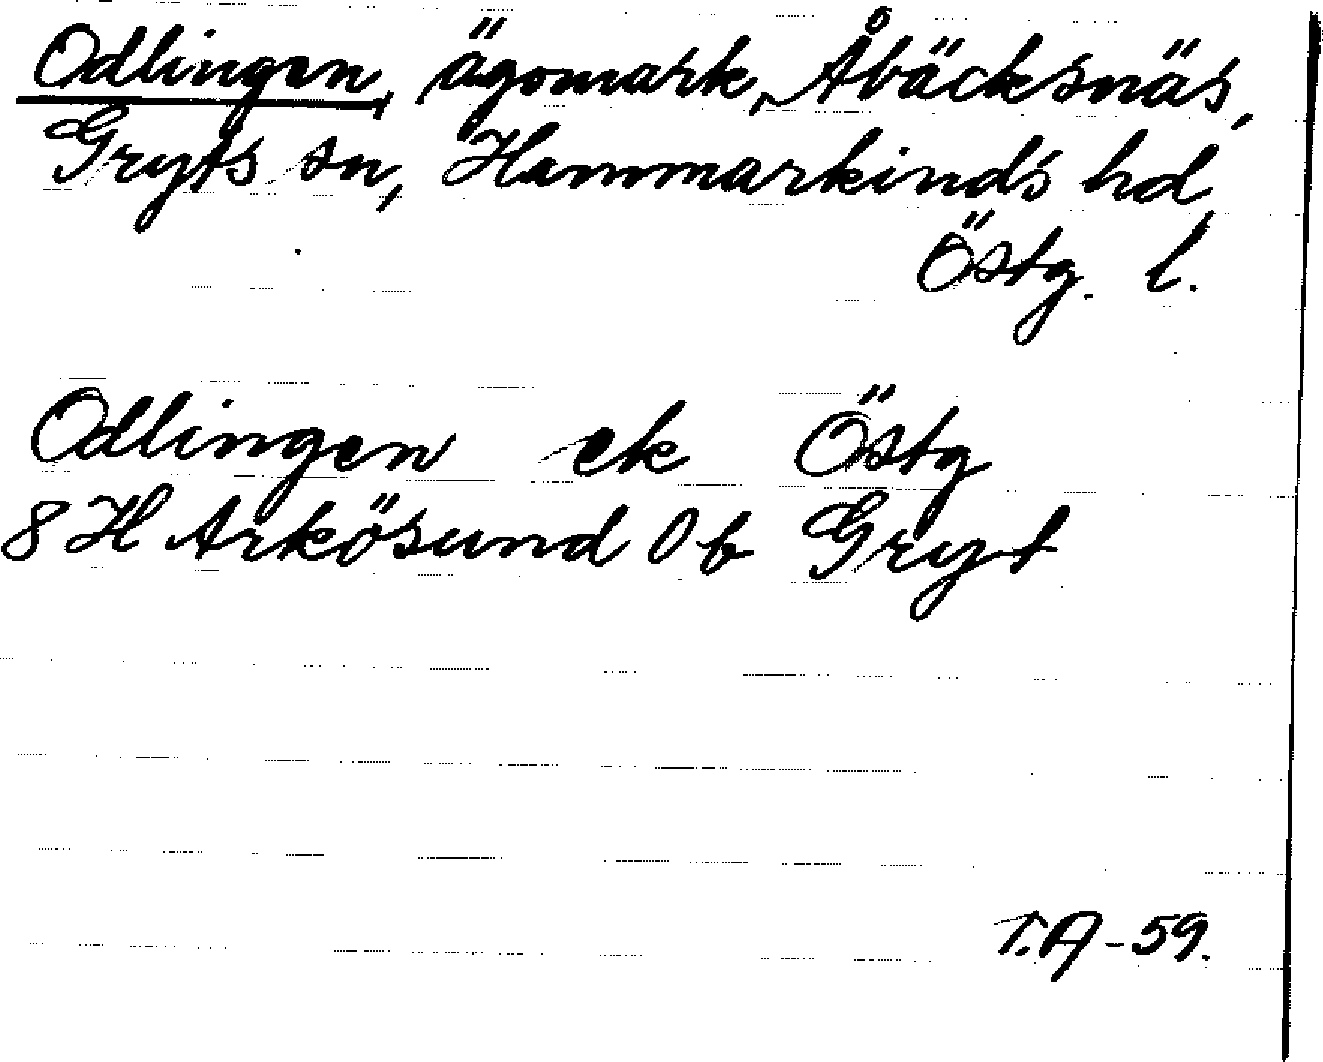 Odlingen, ägomark, Åbäcksnäs,
Gryts sn, Hammarkinds hd
Östg. l.
Odlingen ek Östg
8 H Arkösund 0 b Gryt
T.A-59.